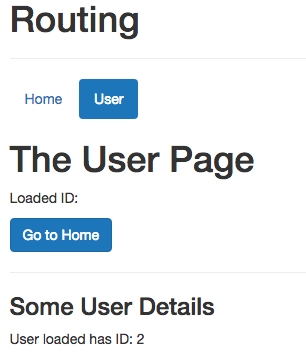 Routing
Home User
The User Page
Loaded ID:
Go to Home
Some User Details
User loaded has ID: 2